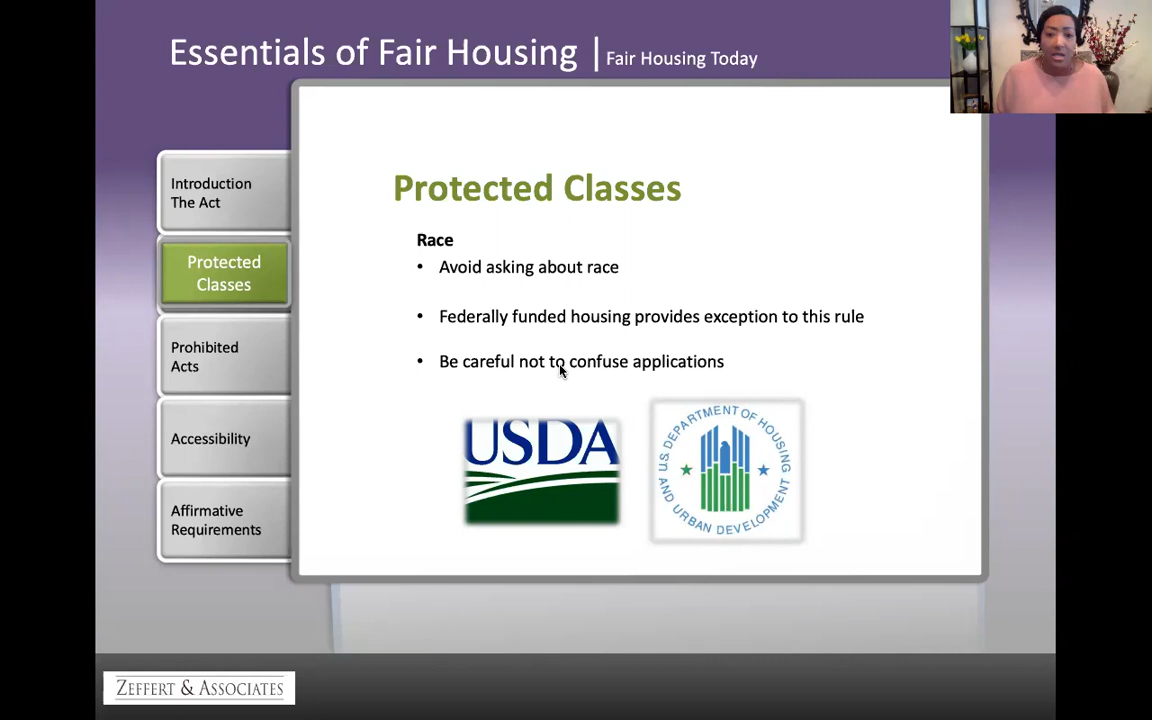 Essentials of Fair Housing | Fair Housing Today
Introduction
The Act
Protected
Classes
Prohibited
Acts
Accessibility
Affirmative
Requirements
Protected Classes
Race
• Avoid asking about race
• Federally funded housing provides exception to this rule
• Be careful not to confuse applications
USDA
U.S. DEPARTMENT OF HOUSING
AND URBAN DEVELOPMENT
ZEFFERT & ASSOCIATES